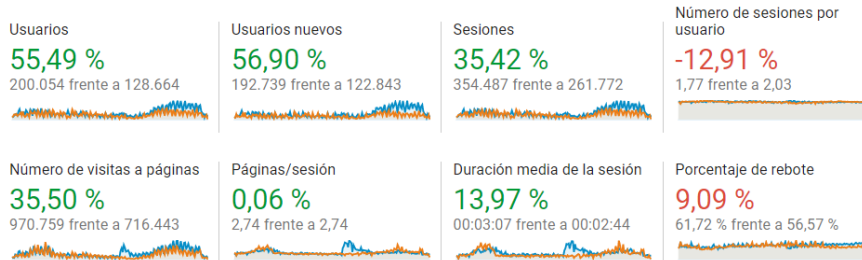 Usuarios
55,49 %
200.054 frente a 128.664
Usuarios nuevos
56,90 %
192.739 frente a 122.843
Sesiones
35,42 %
354.487 frente a 261.772
Número de sesiones por
usuario
-12,91 %
1,77 frente a 2,03
Número de visitas a páginas
35,50 %
970.759 frente a 716.443
Páginas/sesión
0,06 %
2,74 frente a 2,74
Duración media de la sesión
13,97 %
00:03:07 frente a 00:02:44
Porcentaje de rebote
9,09 %
61,72 % frente a 56,57 %